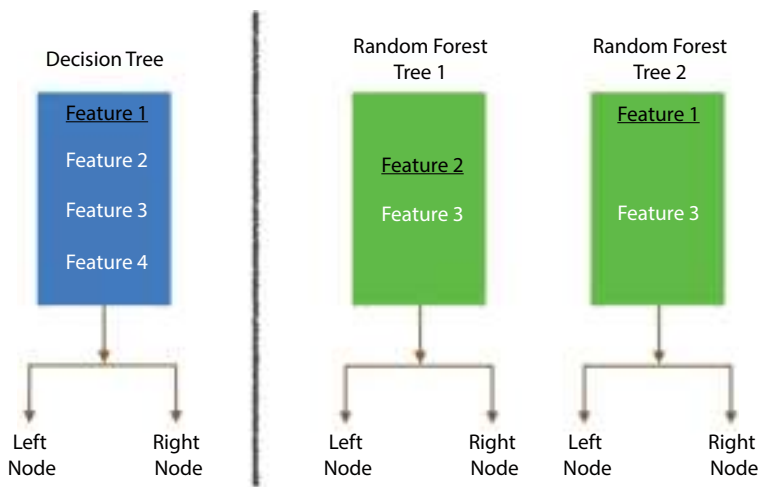 Decision Tree
Feature 1
Feature 2
Feature 3
Feature 4
Left
Node
Right
Node
Random Forest
Tree 1
Feature 2
Feature 3
Left
Node
Right
Node
Random Forest
Tree 2
Feature 1
Feature 3
Left
Node
Right
Node